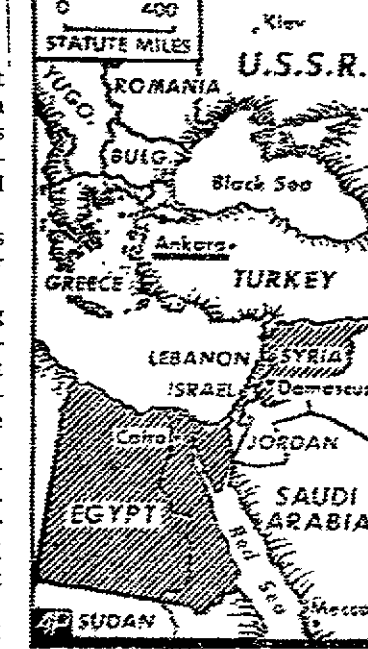 0 400
STATUTE MILES
Kiev
U.S.S.R.
YUGO.
ROMANIA
BULG.
Black Sea
Ankara
GREECE
TURKEY
LEBANON
SYRIA
ISRAEL
Damascus
Cairo
JORDAN
EGYPT
SAUDI
ARABIA
Red Sea
Mecca
AP SUDAN